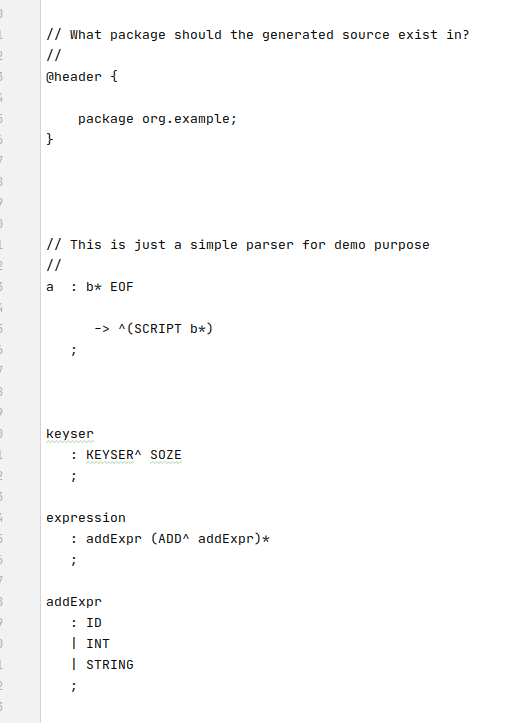 // What package should the generated source exist in?
//
@header {
package org.example;
}
// This is just a simple parser for demo purpose
//
a  : b* EOF
-> ^(SCRIPT b*)
;
keyser
: KEYSER^ SOZE
;
expression
: addExpr (ADD^ addExpr)*
;
addExpr
: ID
| INT
| STRING
;